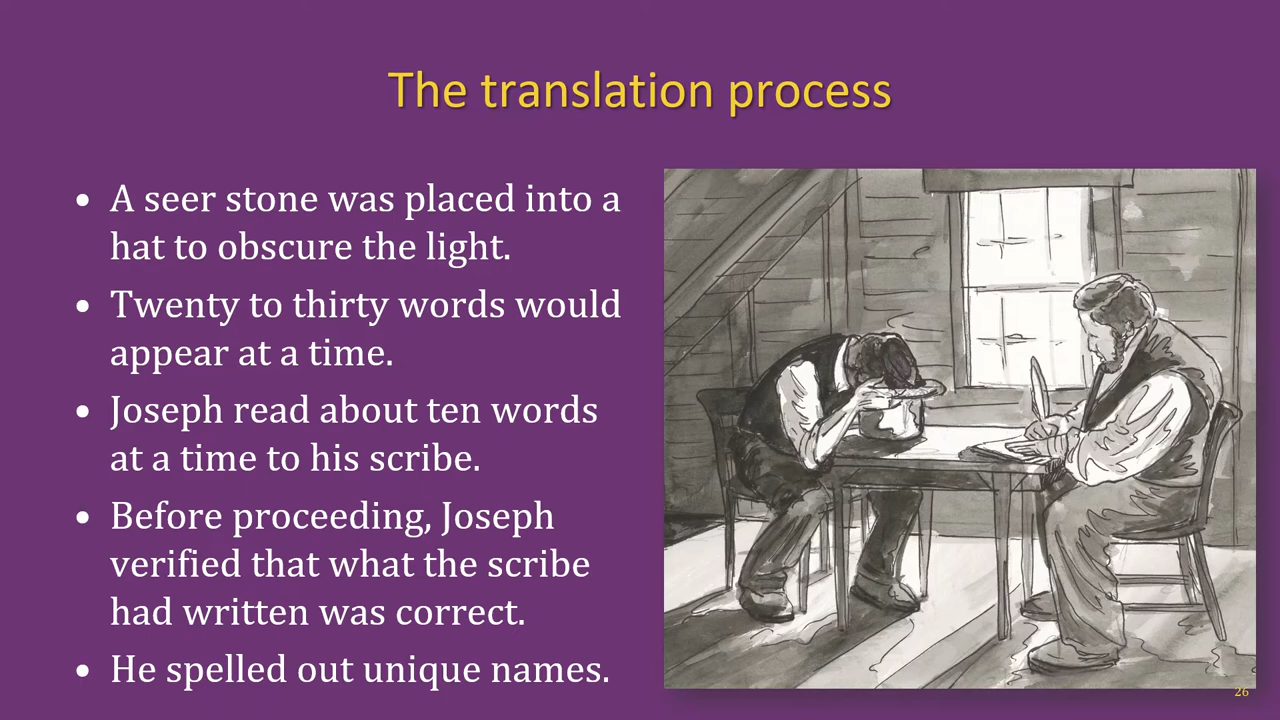 The translation process
• A seer stone was placed into a
hat to obscure the light.
• Twenty to thirty words would
appear at a time.
• Joseph read about ten words
at a time to his scribe.
• Before proceeding, Joseph
verified that what the scribe
had written was correct.
• He spelled out unique names.
26